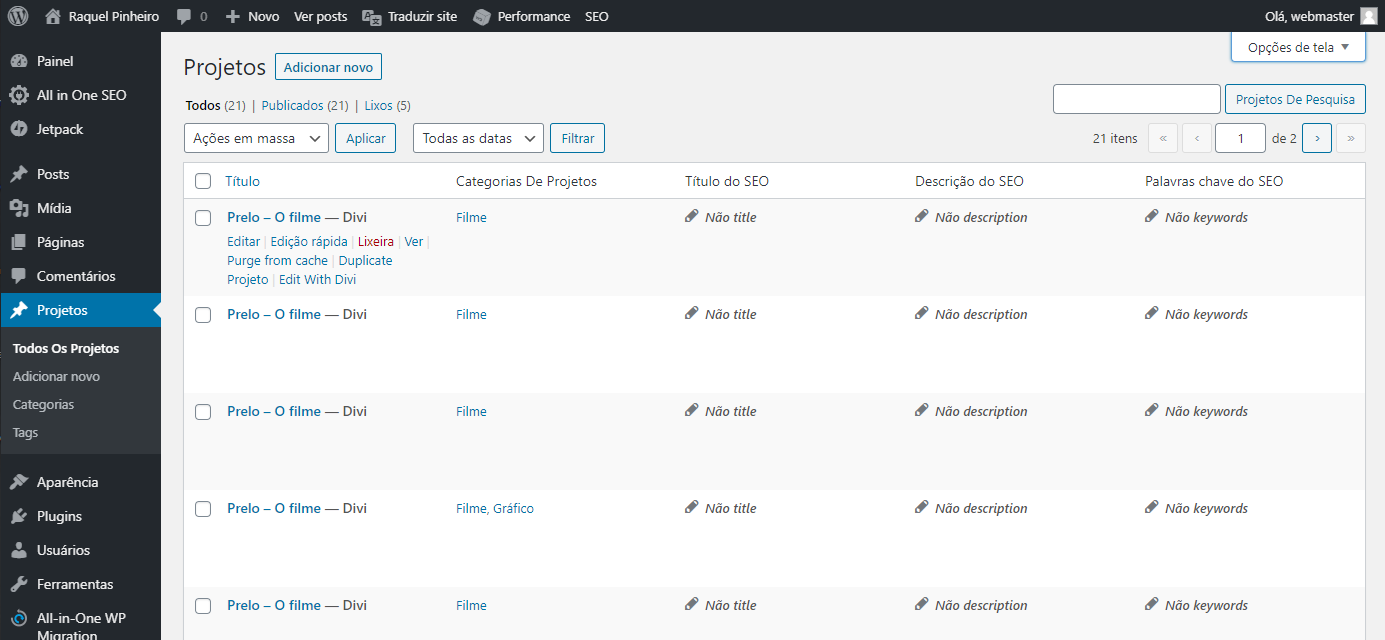 Raquel Pinheiro 0 Novo Ver posts Traduzir site Performance SEO Olá, webmaster
Painel
All in One SEO
Jetpack
Posts
Mídia
Páginas
Comentários
Projetos
Todos Os Projetos
Adicionar novo
Categorias
Tags
Aparência
Plugins
Usuários
Ferramentas
All-in-One WP
Migration
Opções de tela
Projetos Adicionar novo
Todos (21) | Publicados (21) | Lixos (5)
Projetos De Pesquisa
Ações em massa Aplicar Todas as datas Filtrar 21 itens « ‹ 1 de 2 › »
Título Categorias De Projetos Título do SEO Descrição do SEO Palavras chave do SEO
Prelo – O filme — Divi Filme Não title Não description Não keywords
Editar | Edição rápida | Lixeira | Ver |
Purge from cache | Duplicate
Projeto | Edit With Divi
Prelo – O filme — Divi Filme Não title Não description Não keywords
Prelo – O filme — Divi Filme Não title Não description Não keywords
Prelo – O filme — Divi Filme, Gráfico Não title Não description Não keywords
Prelo – O filme — Divi Filme Não title Não description Não keywords